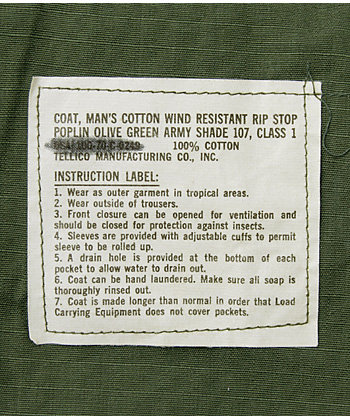 COAT, MAN'S COTTON WIND RESISTANT RIP STOP
POPLIN OLIVE GREEN ARMY SHADE 107, CLASS 1
100% COTTON
TELLICO MANUFACTURING CO., INC.
INSTRUCTION LABEL:
1. Wear as outer garment in tropical areas.
2. Wear outside of trousers.
3. Front closure can be opened for ventilation and
should be closed for protection against insects.
4. Sleeves are provided with adjustable cuffs to permit
sleeve to be rolled up.
5. A drain hole is provided at the bottom of each
pocket to allow water to drain out.
6. Coat can be hand laundered. Make sure all soap is
thoroughly rinsed out.
7. Coat is made longer than normal in order that Load
Carrying Equipment does not cover pockets.